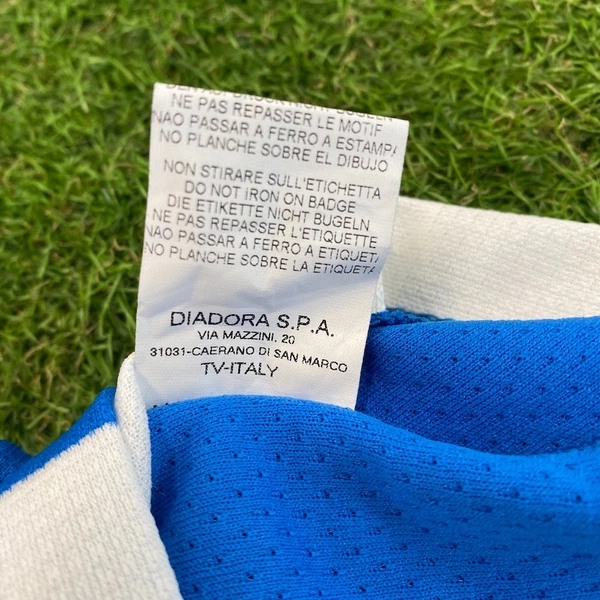 NE PAS REPASSER LE MOTIF
NAO PASSAR A FERRO A ESTAMPA
NO PLANCHE SOBRE EL DIBUJO
NON STIRARE SULL'ETICHETTA
DO NOT IRON ON BADGE
DIE ETIKETTE NICHT BUGELN
NE PAS REPASSER L'ETIQUETTE
NAO PASSAR A FERRO A ETIQUETA
NO PLANCHE SOBRE LA ETIQUETA
DIADORA S.P.A.
VIA MAZZINI, 20
31031-CAERANO DI SAN MARCO
TV-ITALY